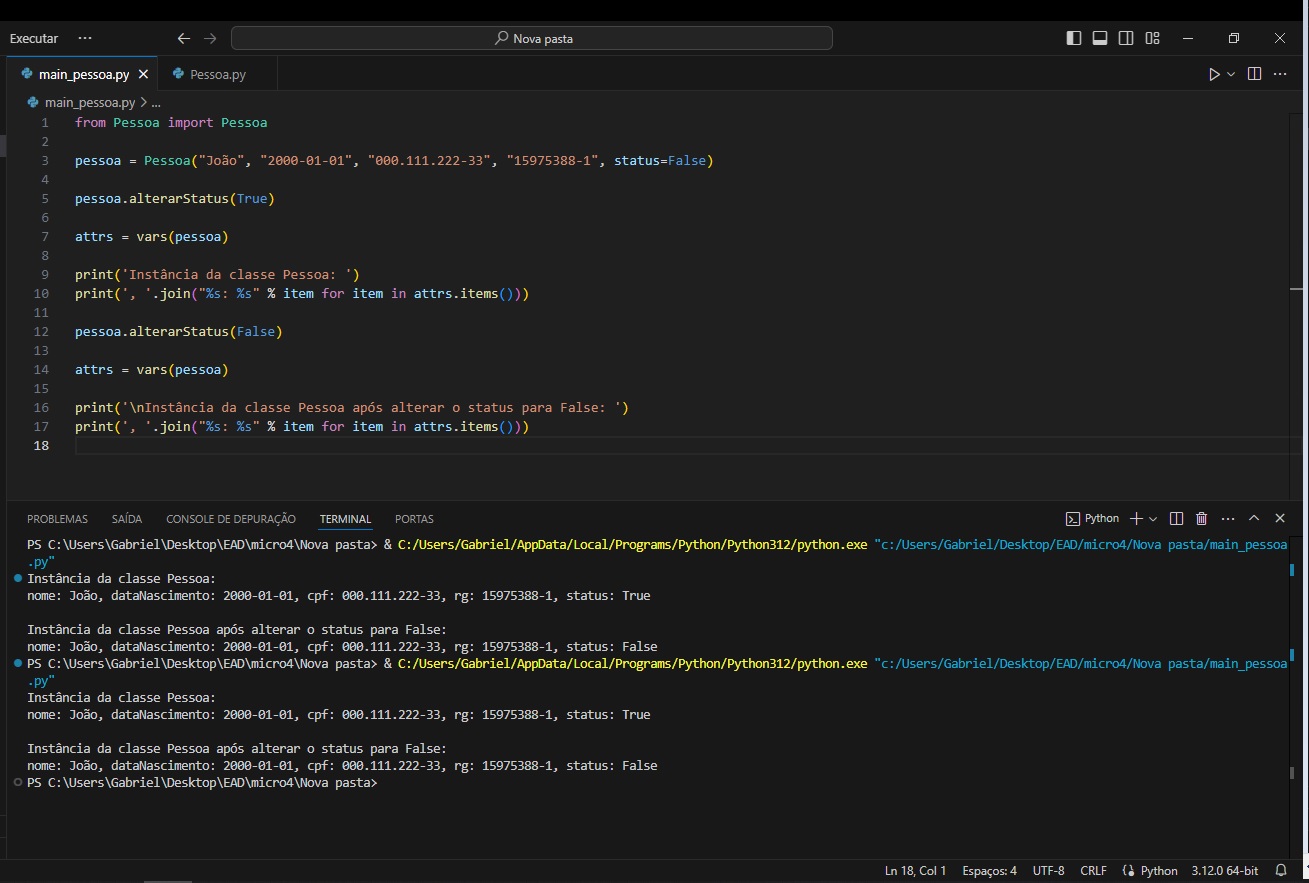 Executar ··· Nova pasta
main_pessoa.py Pessoa.py
main_pessoa.py > ...
1 from Pessoa import Pessoa
2
3 pessoa = Pessoa("João", "2000-01-01", "000.111.222-33", "15975388-1", status=False)
4
5 pessoa.alterarStatus(True)
6
7 attrs = vars(pessoa)
8
9 print('Instância da classe Pessoa: ')
10 print(', '.join("%s: %s" % item for item in attrs.items()))
11
12 pessoa.alterarStatus(False)
13
14 attrs = vars(pessoa)
15
16 print('\nInstância da classe Pessoa após alterar o status para False: ')
17 print(', '.join("%s: %s" % item for item in attrs.items()))
18
PROBLEMAS SAÍDA CONSOLE DE DEPURAÇÃO TERMINAL PORTAS Python
PS C:\Users\Gabriel\Desktop\EAD\micro4\Nova pasta> & C:/Users/Gabriel/AppData/Local/Programs/Python/Python312/python.exe "c:/Users/Gabriel/Desktop/EAD/micro4/Nova pasta/main_pessoa
.py"
Instância da classe Pessoa:
nome: João, dataNascimento: 2000-01-01, cpf: 000.111.222-33, rg: 15975388-1, status: True
Instância da classe Pessoa após alterar o status para False:
nome: João, dataNascimento: 2000-01-01, cpf: 000.111.222-33, rg: 15975388-1, status: False
PS C:\Users\Gabriel\Desktop\EAD\micro4\Nova pasta> & C:/Users/Gabriel/AppData/Local/Programs/Python/Python312/python.exe "c:/Users/Gabriel/Desktop/EAD/micro4/Nova pasta/main_pessoa
.py"
Instância da classe Pessoa:
nome: João, dataNascimento: 2000-01-01, cpf: 000.111.222-33, rg: 15975388-1, status: True
Instância da classe Pessoa após alterar o status para False:
nome: João, dataNascimento: 2000-01-01, cpf: 000.111.222-33, rg: 15975388-1, status: False
PS C:\Users\Gabriel\Desktop\EAD\micro4\Nova pasta>
Ln 18, Col 1 Espaços: 4 UTF-8 CRLF Python 3.12.0 64-bit